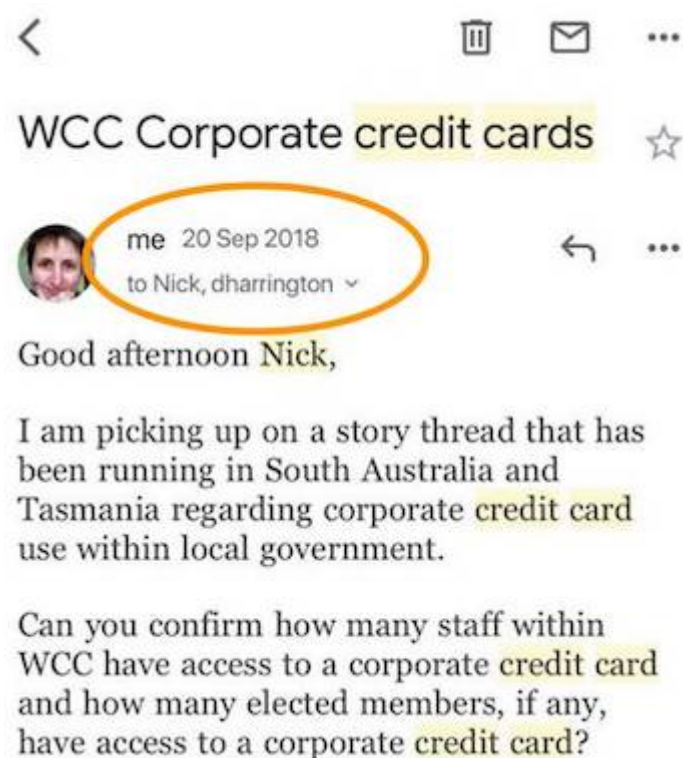 WCC Corporate credit cards
me 20 Sep 2018
to Nick, dharrington
Good afternoon Nick,
I am picking up on a story thread that has
been running in South Australia and
Tasmania regarding corporate credit card
use within local government.
Can you confirm how many staff within
WCC have access to a corporate credit card
and how many elected members, if any,
have access to a corporate credit card?